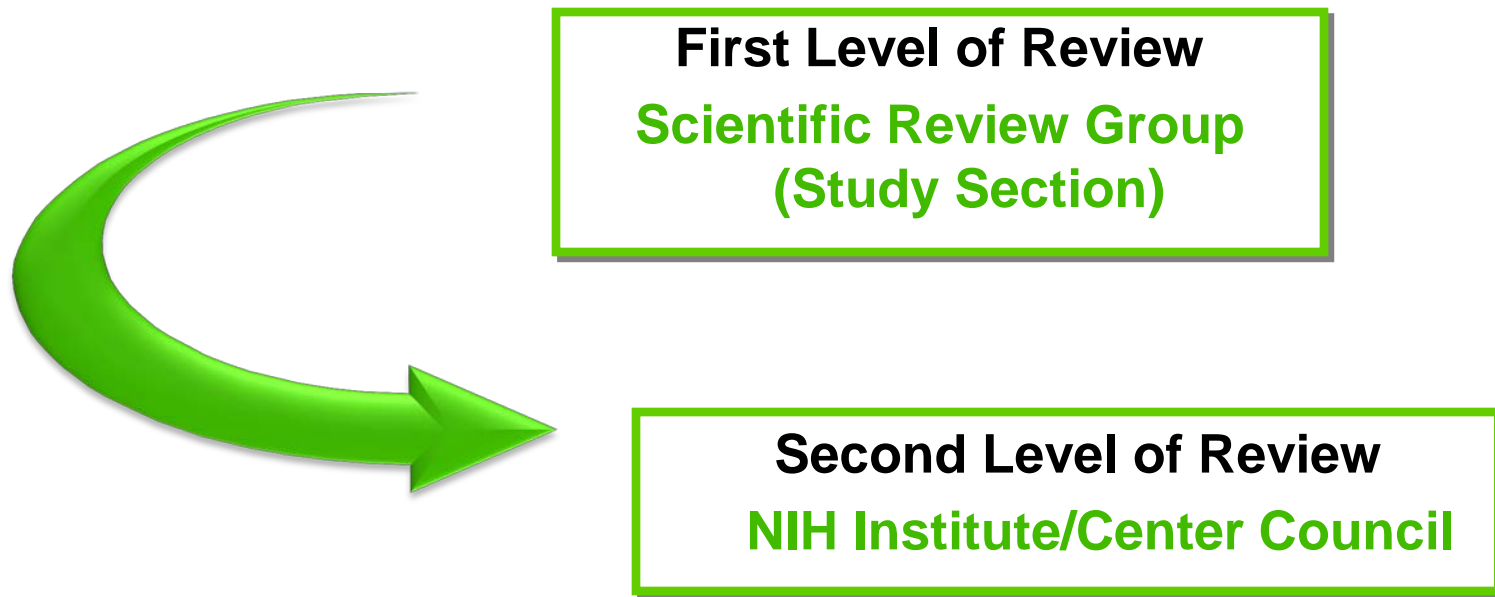 First Level of Review
Scientific Review Group
(Study Section)
Second Level of Review
NIH Institute/Center Council